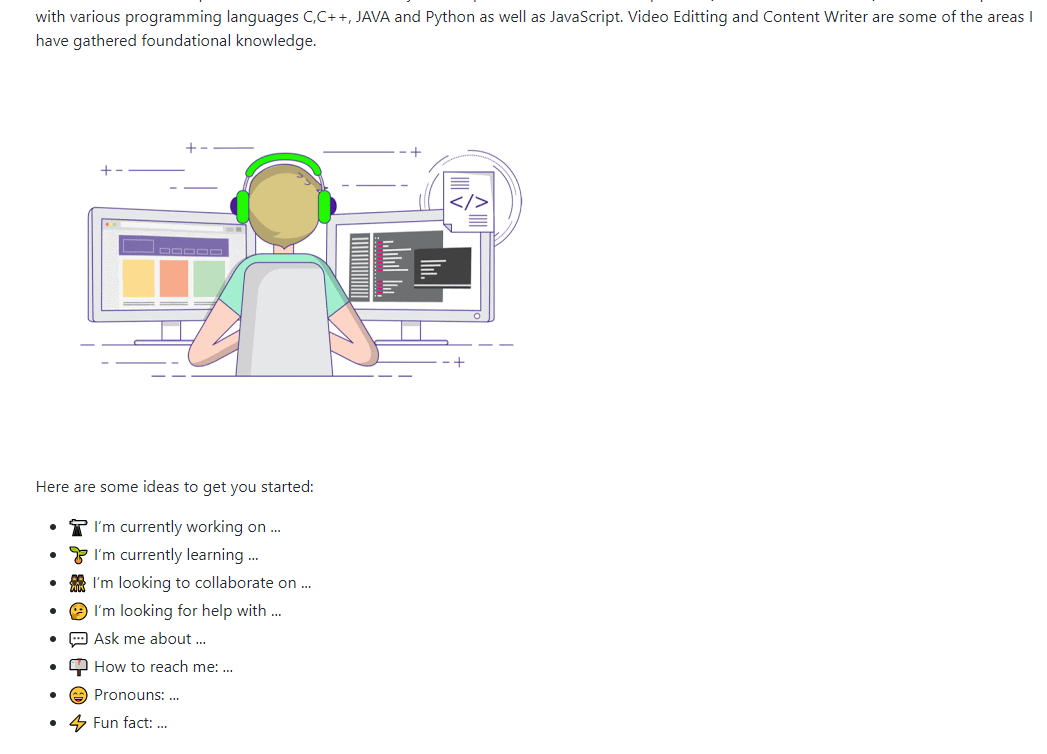 with various programming languages C,C++, JAVA and Python as well as JavaScript. Video Editting and Content Writer are some of the areas I
have gathered foundational knowledge.
</>
Here are some ideas to get you started:
I'm currently working on ...
I'm currently learning ...
I'm looking to collaborate on ...
I'm looking for help with ...
Ask me about ...
How to reach me: ...
Pronouns: ...
Fun fact: ...